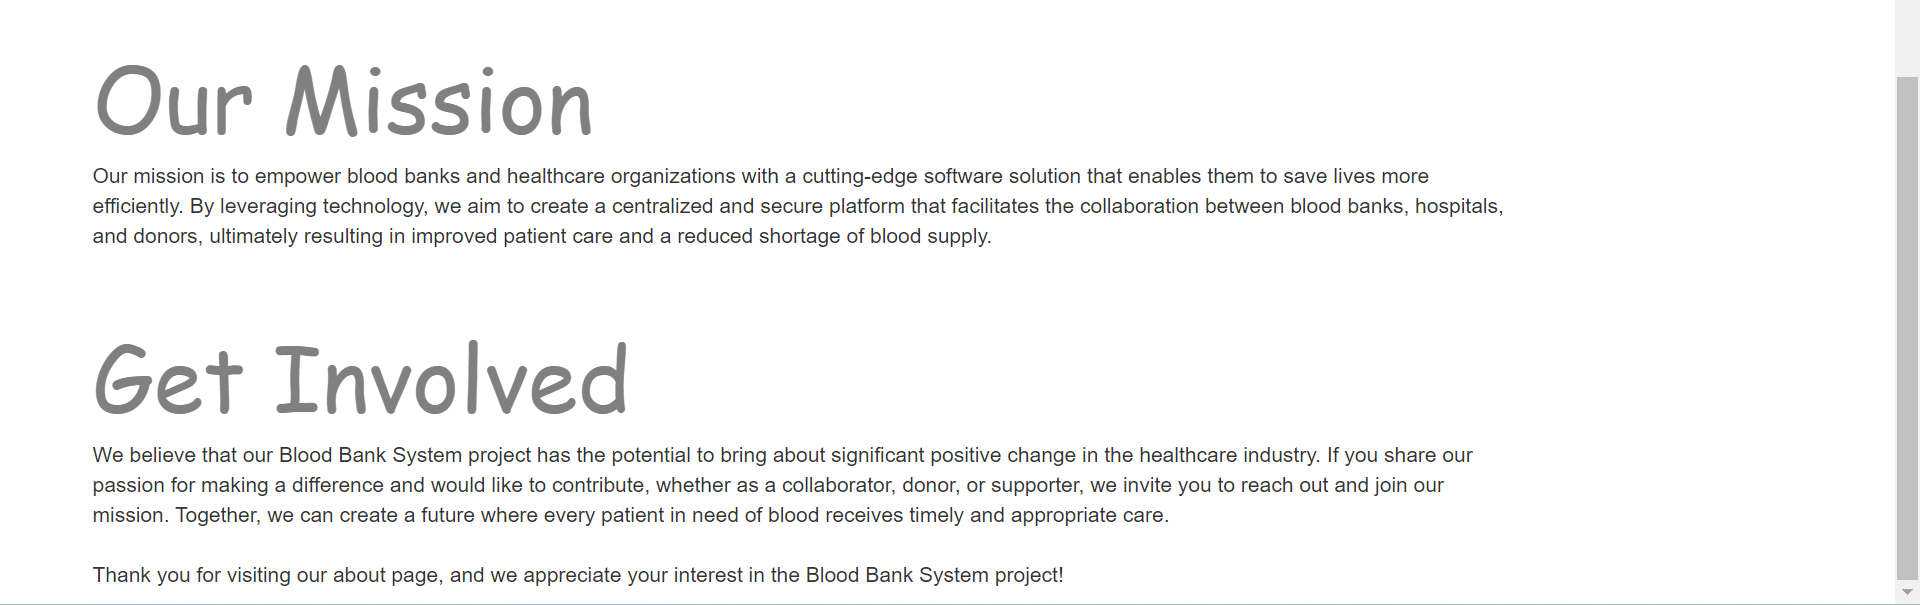 Our Mission
Our mission is to empower blood banks and healthcare organizations with a cutting-edge software solution that enables them to save lives more
efficiently. By leveraging technology, we aim to create a centralized and secure platform that facilitates the collaboration between blood banks, hospitals,
and donors, ultimately resulting in improved patient care and a reduced shortage of blood supply.
Get Involved
We believe that our Blood Bank System project has the potential to bring about significant positive change in the healthcare industry. If you share our
passion for making a difference and would like to contribute, whether as a collaborator, donor, or supporter, we invite you to reach out and join our
mission. Together, we can create a future where every patient in need of blood receives timely and appropriate care.
Thank you for visiting our about page, and we appreciate your interest in the Blood Bank System project!